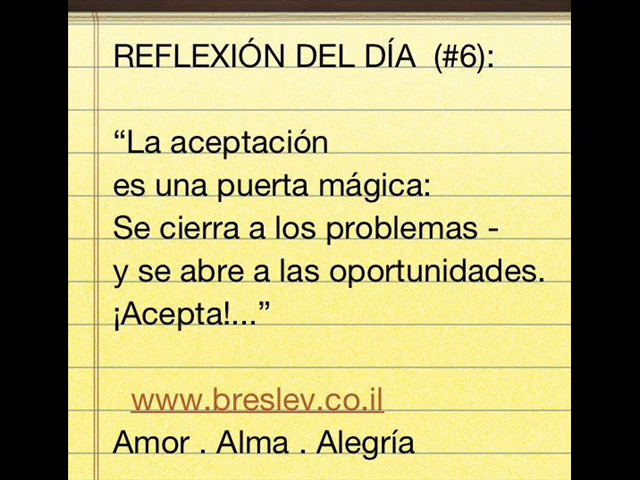 REFLEXIÓN DEL DÍA (#6):
“La aceptación
es una puerta mágica:
Se cierra a los problemas -
y se abre a las oportunidades.
¡Acepta!...”
www.breslev.co.il
Amor . Alma . Alegría